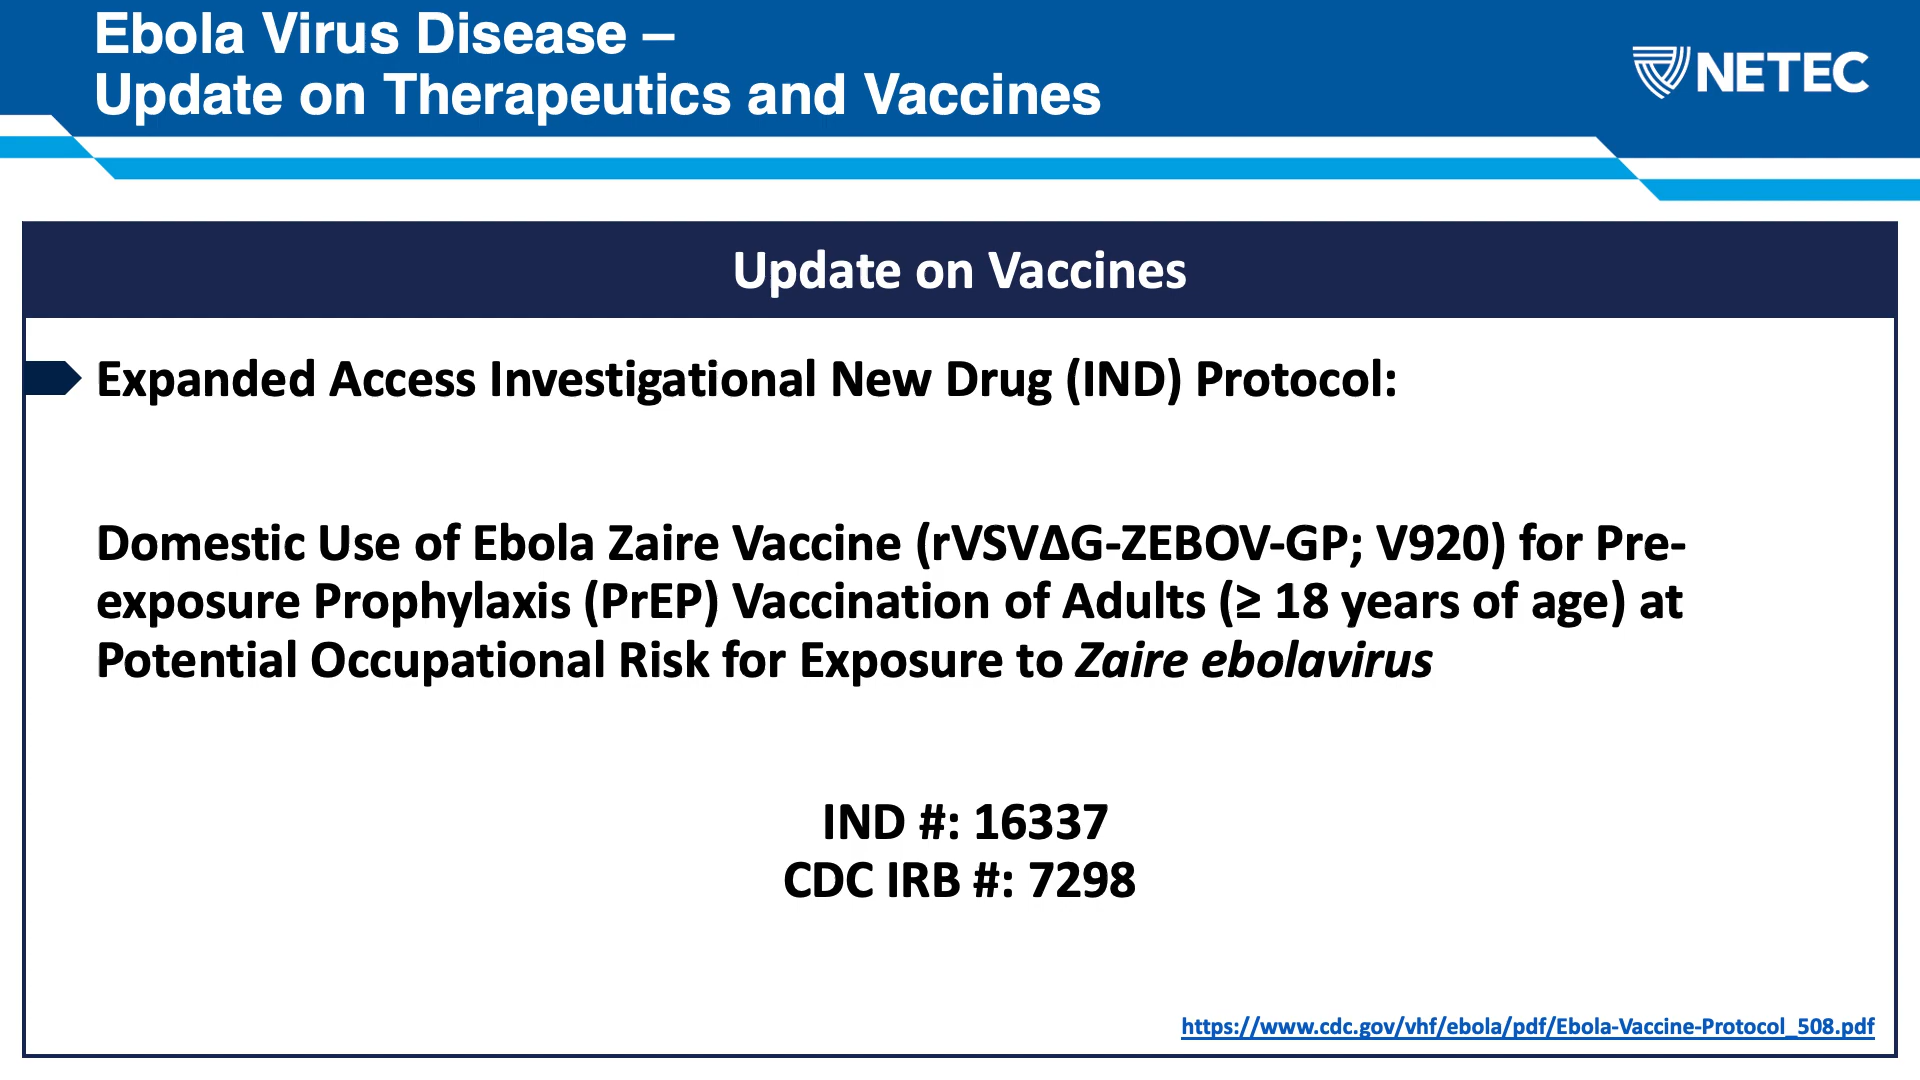 Ebola Virus Disease –
Update on Therapeutics and Vaccines
NETEC
Update on Vaccines
Expanded Access Investigational New Drug (IND) Protocol:
Domestic Use of Ebola Zaire Vaccine (rVSVΔG-ZEBOV-GP; V920) for Pre-
exposure Prophylaxis (PrEP) Vaccination of Adults (≥ 18 years of age) at
Potential Occupational Risk for Exposure to Zaire ebolavirus
IND #: 16337
CDC IRB #: 7298
https://www.cdc.gov/vhf/ebola/pdf/Ebola-Vaccine-Protocol_508.pdf